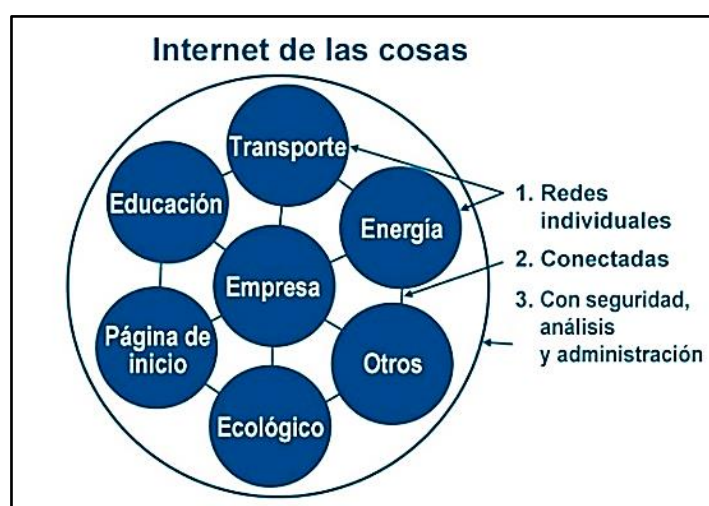 Internet de las cosas
Transporte
Educación
Energía
Empresa
Página de
inicio
Otros
Ecológico
1. Redes
individuales
2. Conectadas
3. Con seguridad,
análisis
y administración